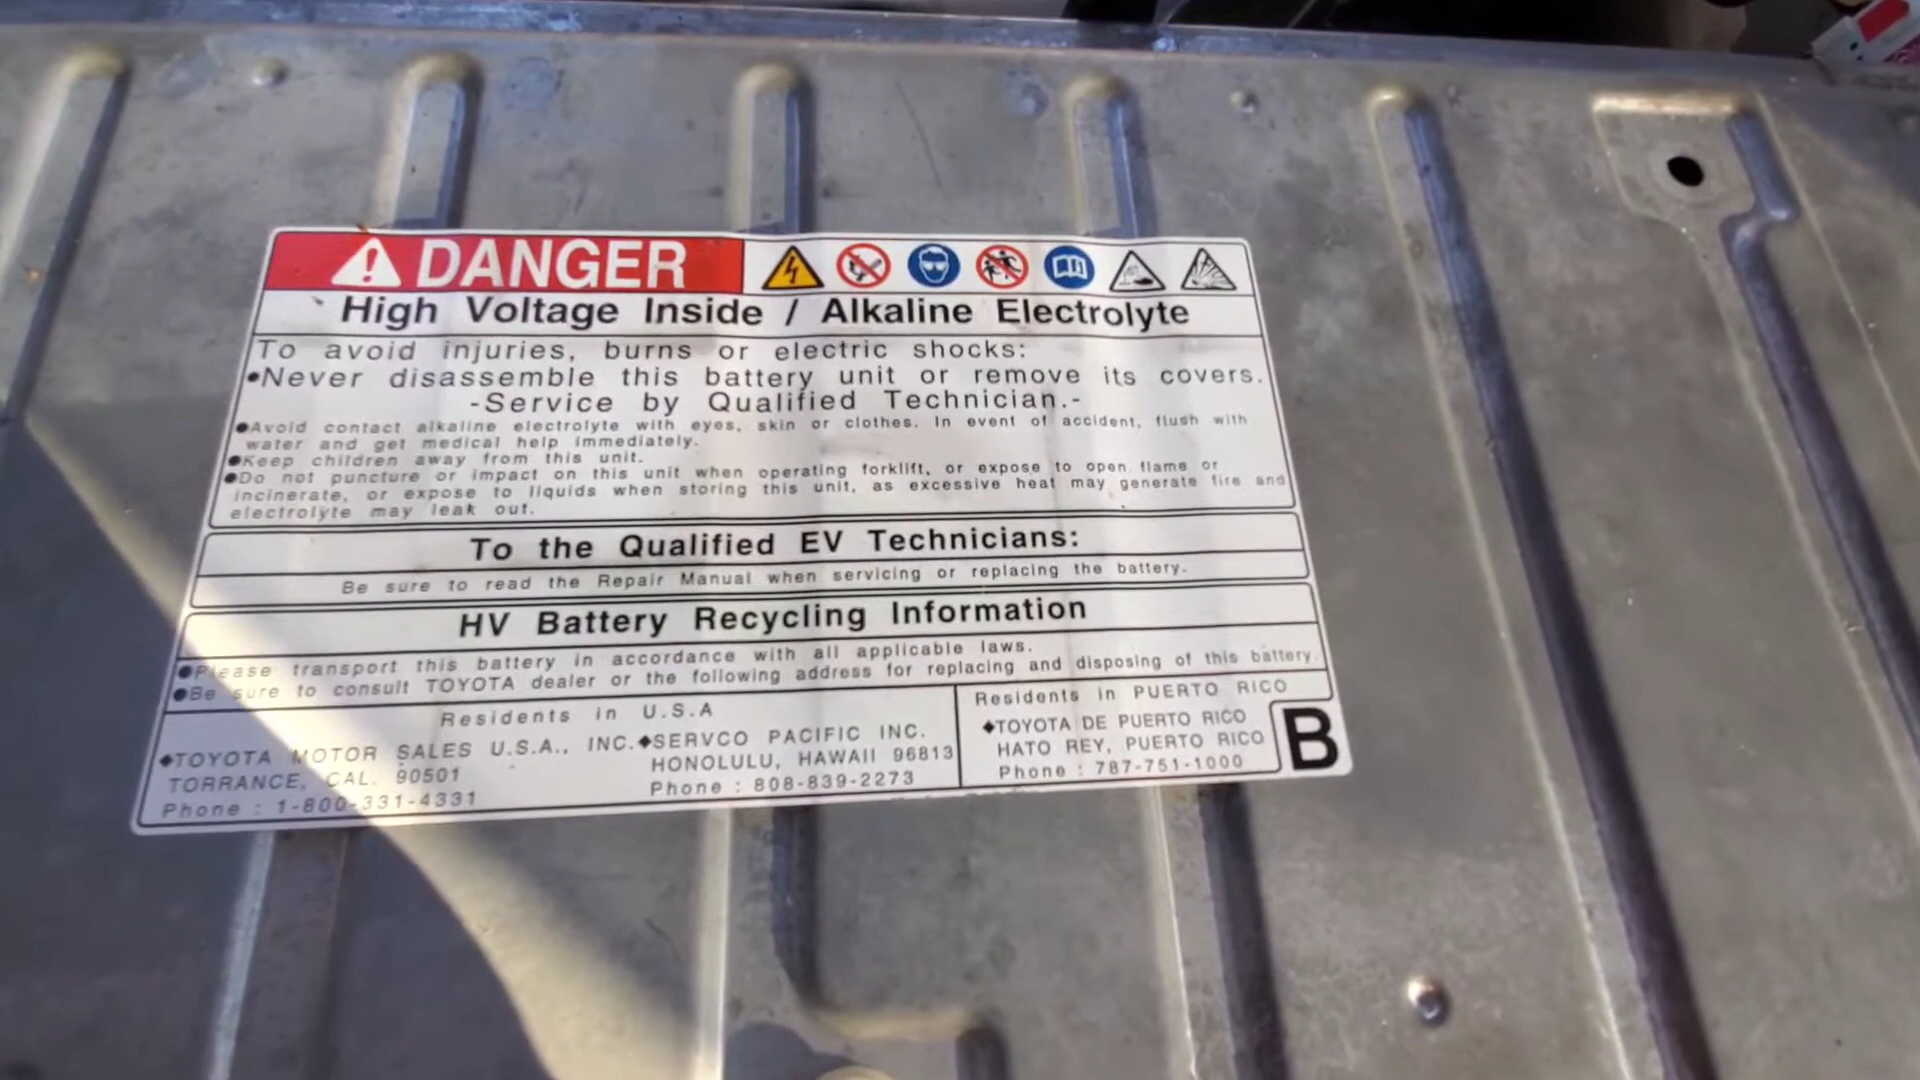 DANGER
High Voltage Inside / Alkaline Electrolyte
To avoid injuries, burns or electric shocks:
●Never disassemble this battery unit or remove its covers.
-Service by Qualified Technician.-
●Avoid contact alkaline electrolyte with eyes, skin or clothes. In event of accident, flush with
water and get medical help immediately.
●Keep children away from this unit.
●Do not puncture or impact on this unit when operating forklift, or expose to open flame or
incinerate, or expose to liquids when storing this unit, as excessive heat may generate fire and
electrolyte may leak out.
To the Qualified EV Technicians:
Be sure to read the Repair Manual when servicing or replacing the battery.
HV Battery Recycling Information
●Please transport this battery in accordance with all applicable laws.
●Be sure to consult TOYOTA dealer or the following address for replacing and disposing of this battery.
Residents in U.S.A
◆TOYOTA MOTOR SALES U.S.A., INC.
TORRANCE, CAL. 90501
Phone : 1-800-331-4331
◆SERVCO PACIFIC INC.
HONOLULU, HAWAII 96813
Phone : 808-839-2273
Residents in PUERTO RICO
◆TOYOTA DE PUERTO RICO
HATO REY, PUERTO RICO
Phone : 787-751-1000
B